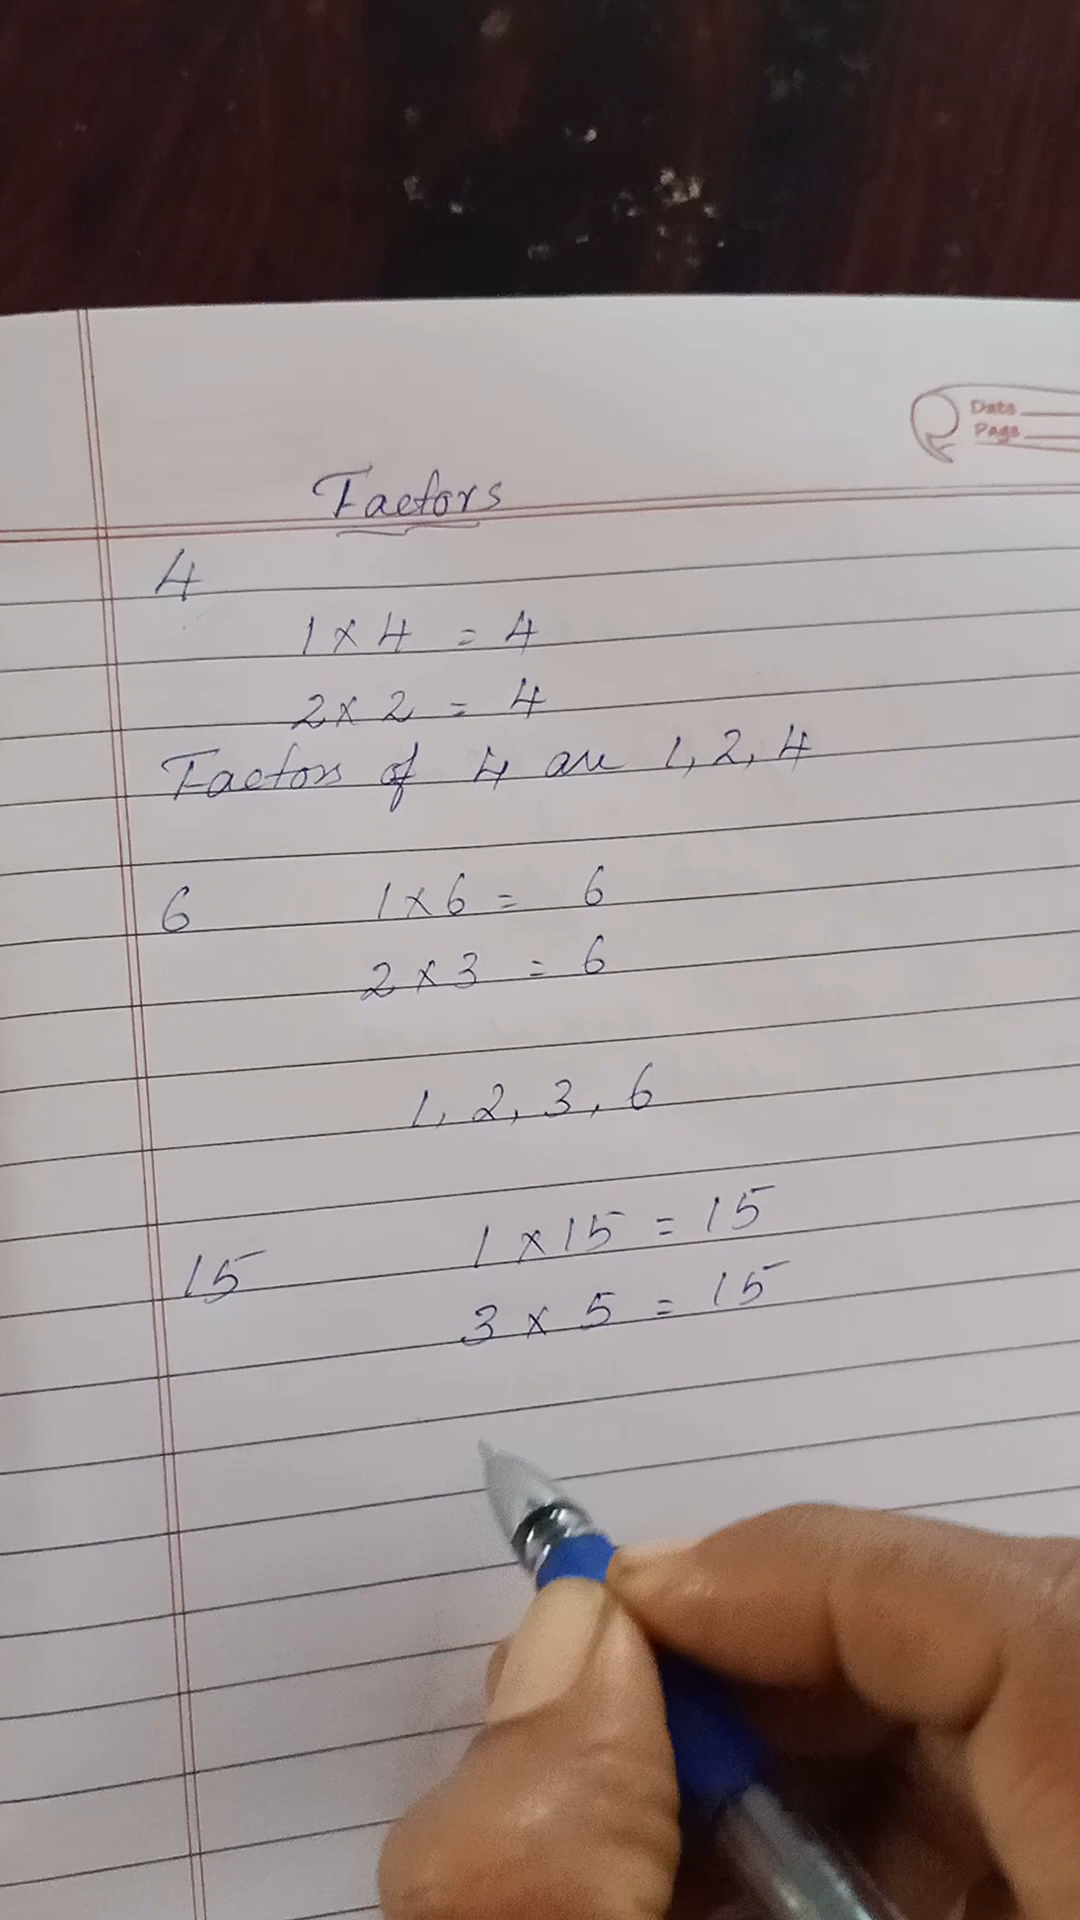 Date
Page
Factors
4
1 × 4 = 4
2 × 2 = 4
Factors of 4 are 1, 2, 4
6 1 × 6 = 6
2 × 3 = 6
1, 2, 3, 6
15 1 × 15 = 15
3 × 5 = 15